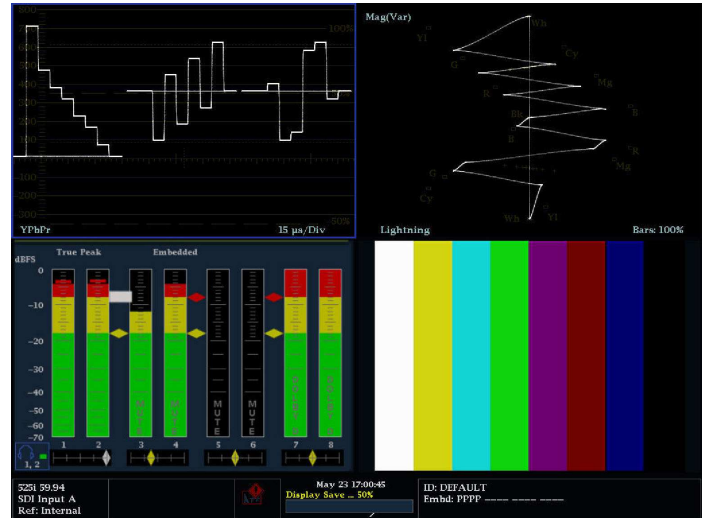 800
700
600
500
400
300
200
100
-100
-200
-300
100%
-50%
YPbPr
15 µs/Div
Mag(Var)
Wh
Yl
Cy
G
Mg
R
Bk
B
B
R
G
Mg
Cy
Wh
Yl
Lightning
Bars: 100%
True Peak
Embedded
dBFS
0
-10
-20
-30
-40
-50
-60
-70
MUTE
MUTE
1
2
3
4
5
6
7
8
1, 2
525i 59.94
SDI Input A
Ref: Internal
May 23 17:00:45
Display Save ... 50%
ID: DEFAULT
Embd: PPPP ---- ---- ----